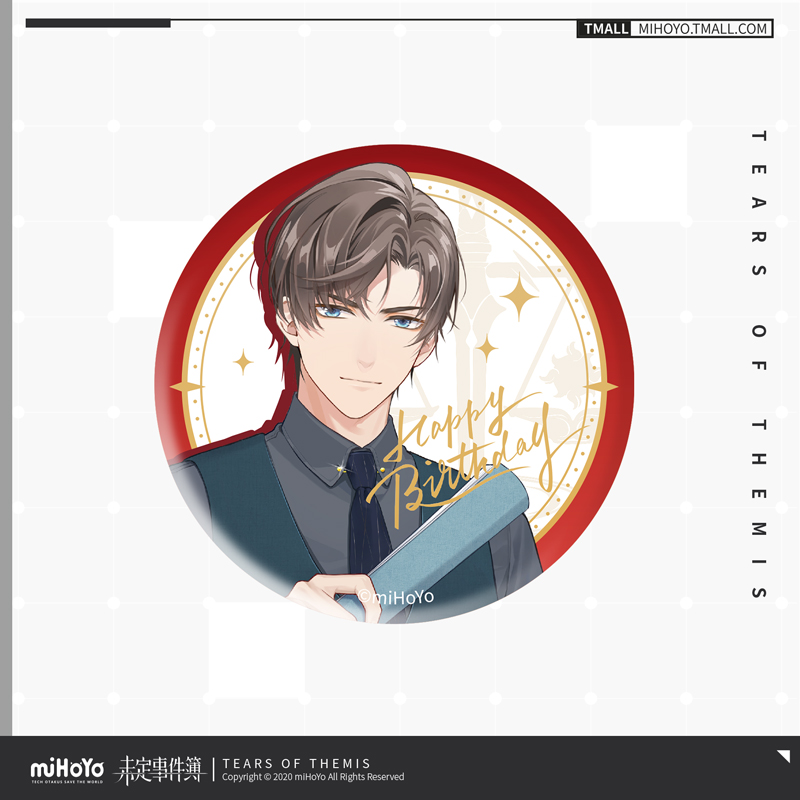 TMALL MIHOYO.TMALL.COM
TEARS OF THEMIS
Happy
Birthday
©miHoYo
miHoYo
TECH OTAKUS SAVE THE WORLD
未定事件簿
TEARS OF THEMIS
Copyright © 2020 miHoYo All Rights Reserved